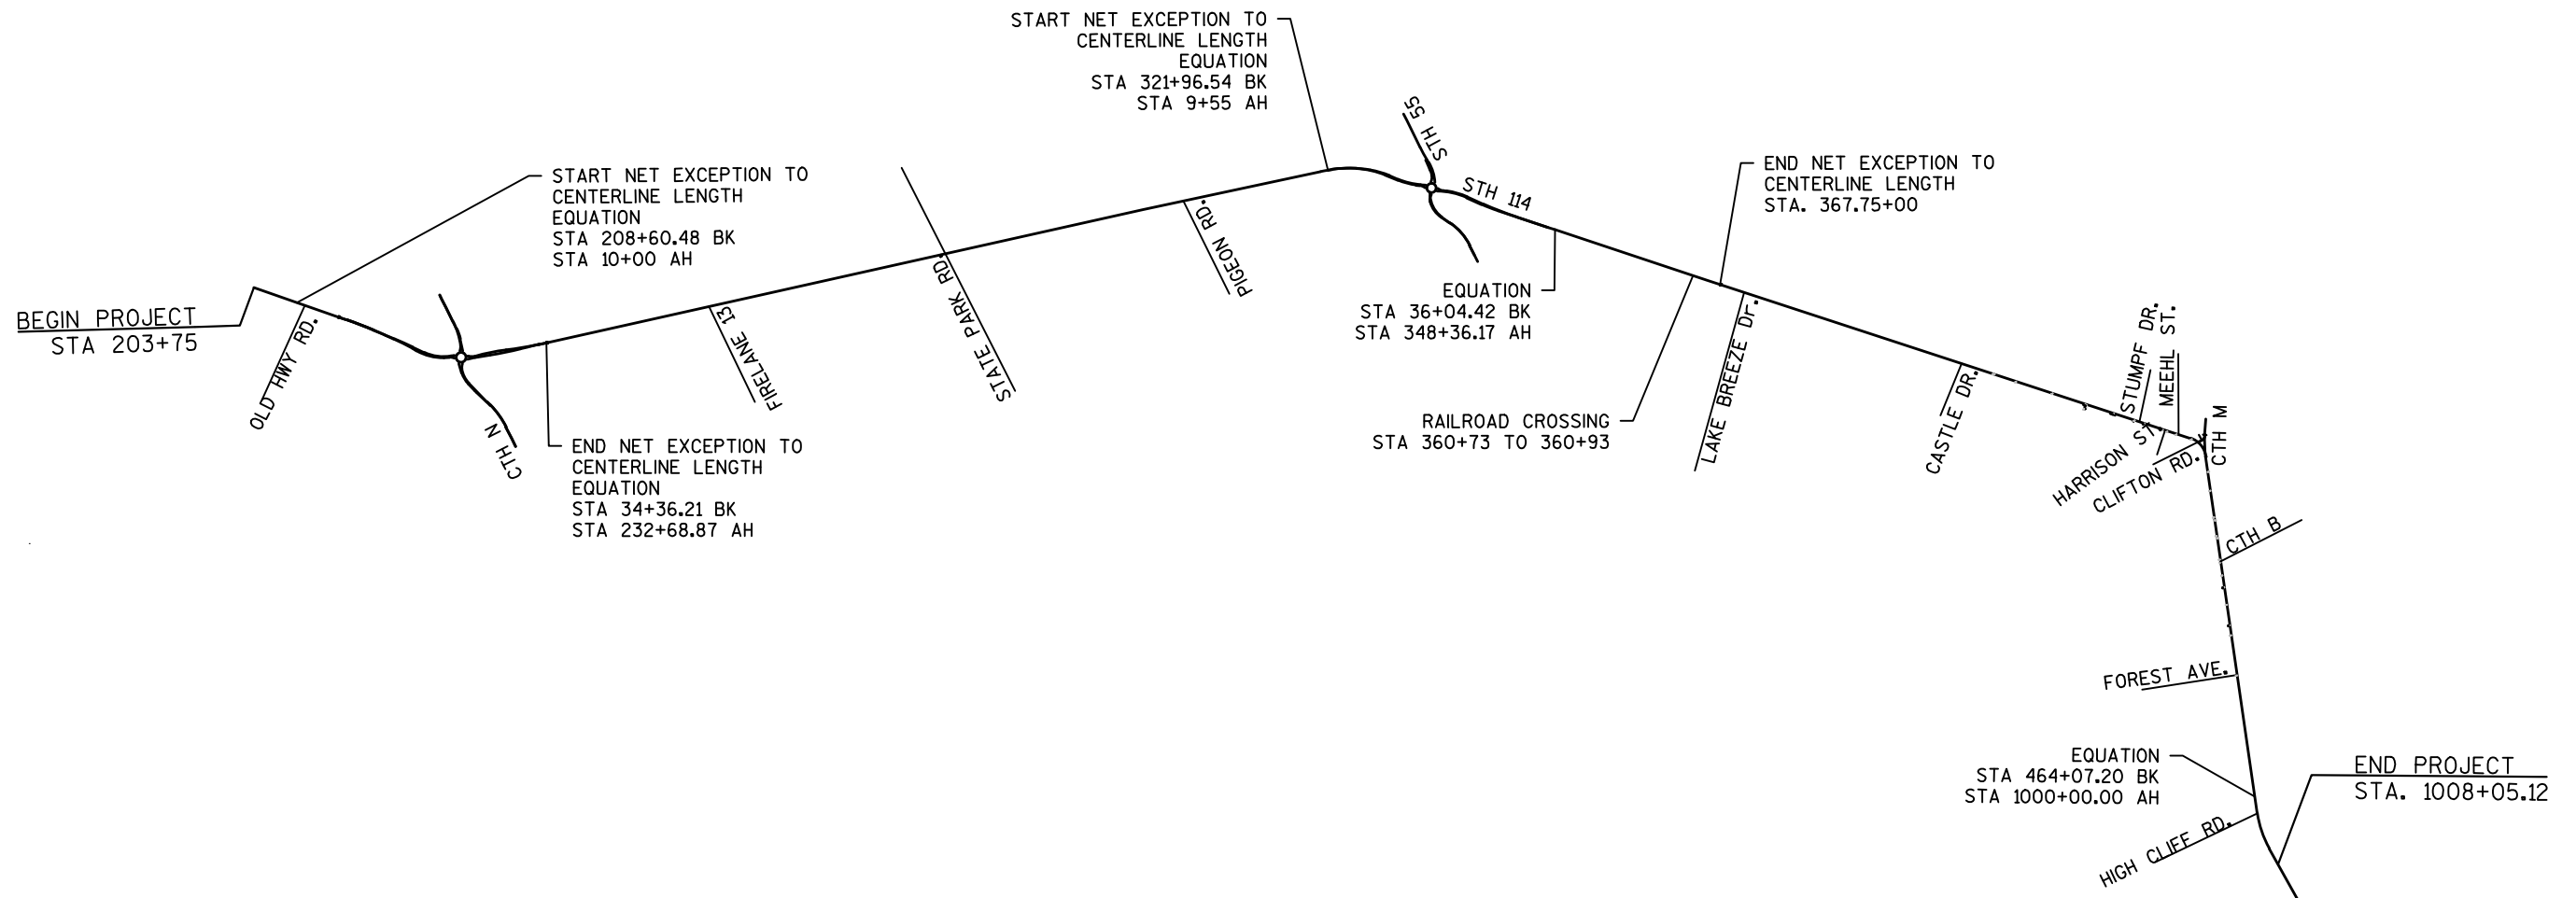 START NET EXCEPTION TO
CENTERLINE LENGTH
EQUATION
STA 321+96.54 BK
STA 9+55 AH
STH 55
STH 114
END NET EXCEPTION TO
CENTERLINE LENGTH
STA. 367.75+00
START NET EXCEPTION TO
CENTERLINE LENGTH
EQUATION
STA 208+60.48 BK
STA 10+00 AH
BEGIN PROJECT
STA 203+75
OLD HWY RD.
CTH N
END NET EXCEPTION TO
CENTERLINE LENGTH
EQUATION
STA 34+36.21 BK
STA 232+68.87 AH
FIRELANE 13
STATE PARK RD.
PIGEON RD.
EQUATION
STA 36+04.42 BK
STA 348+36.17 AH
RAILROAD CROSSING
STA 360+73 TO 360+93
LAKE BREEZE Dr.
CASTLE DR.
STUMPF DR.
MEEHL ST.
HARRISON ST.
CLIFTON RD.
CTH M
CTH B
FOREST AVE.
EQUATION
STA 464+07.20 BK
STA 1000+00.00 AH
HIGH CLIFF RD.
END PROJECT
STA. 1008+05.12